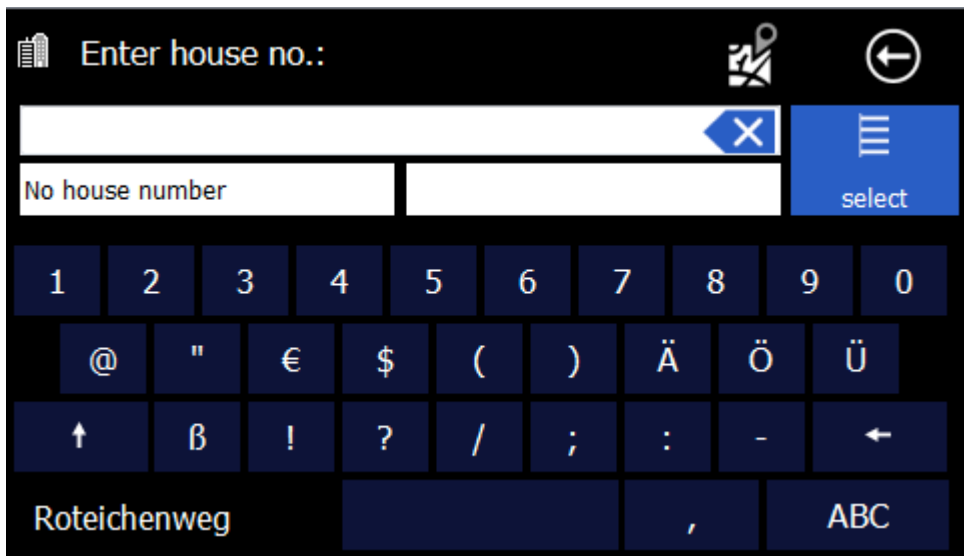 Enter house no.:
No house number
select
1 2 3 4 5 6 7 8 9 0
@ " € $ ( ) Ä Ö Ü
ß ! ? / ; : -
Roteichenweg , ABC